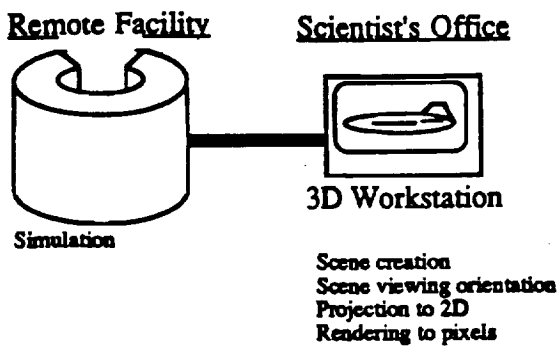 Remote Facility
Scientist's Office
3D Workstation
Simulation
Scene creation
Scene viewing orientation
Projection to 2D
Rendering to pixels